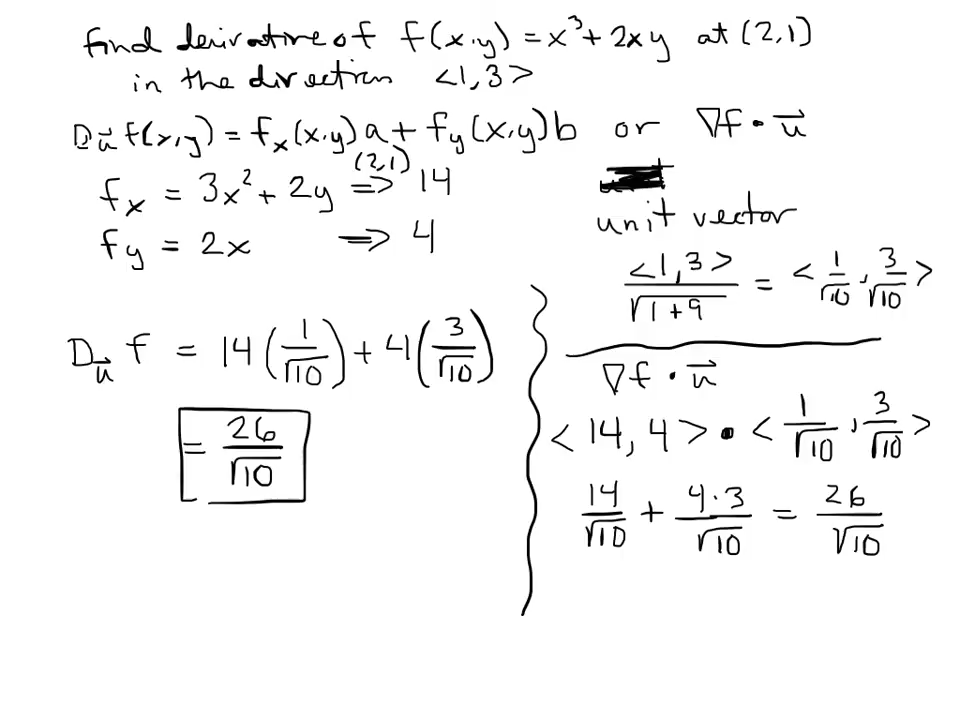 find derivative of f(x,y) = x³ + 2xy at (2,1)
in the direction <1,3>
D_u⃗ f(x,y) = f_x(x,y)a + f_y(x,y)b or ∇f • u⃗
f_x = 3x² + 2y ⇒ (2,1) 14
f_y = 2x ⇒ 4
unit vector
<1,3> / √(1+9) = <1/√10, 3/√10>
D_u⃗ f = 14(1/√10) + 4(3/√10)
= 26/√10
∇f • u⃗
<14, 4> • <1/√10, 3/√10>
14/√10 + 4·3/√10 = 26/√10